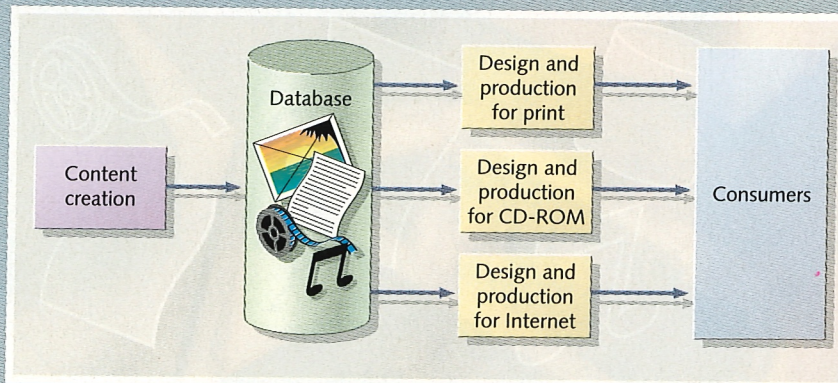 Content
creation
Database
Design and
production
for print
Design and
production
for CD-ROM
Design and
production
for Internet
Consumers